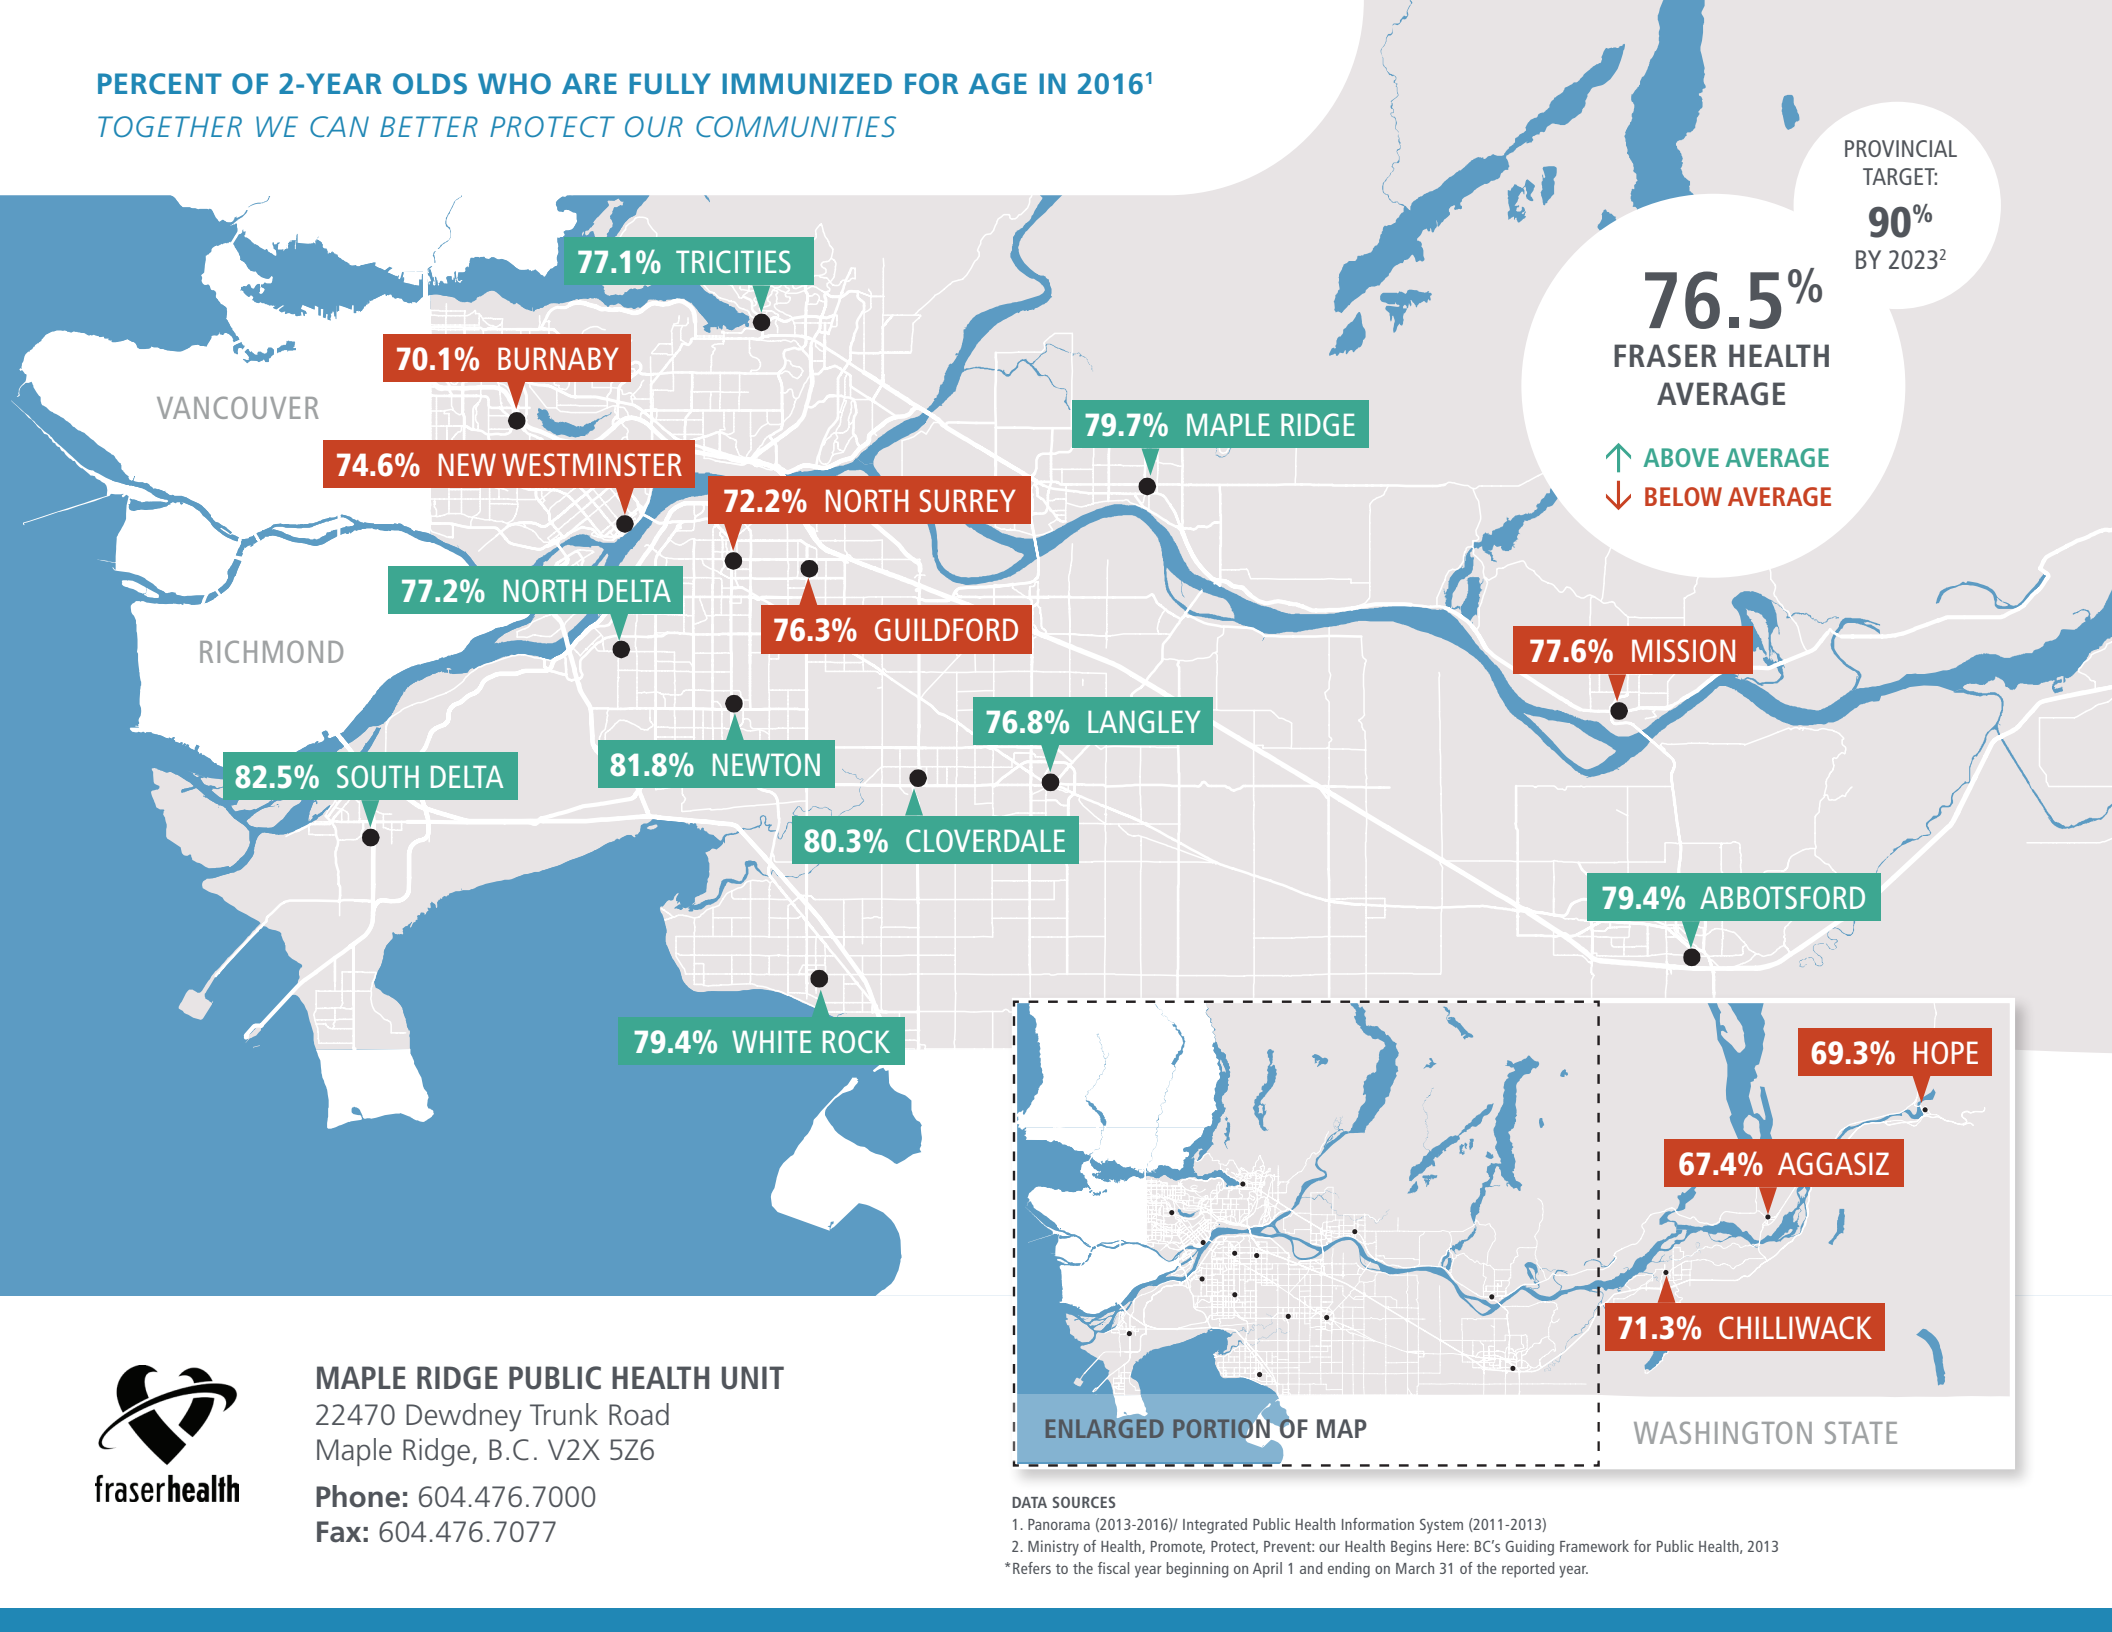 PERCENT OF 2-YEAR OLDS WHO ARE FULLY IMMUNIZED FOR AGE IN 2016¹
TOGETHER WE CAN BETTER PROTECT OUR COMMUNITIES
PROVINCIAL
TARGET:
90%
BY 2023²
76.5%
FRASER HEALTH
AVERAGE
↑ ABOVE AVERAGE
↓ BELOW AVERAGE
77.1% TRICITIES
70.1% BURNABY
VANCOUVER
79.7% MAPLE RIDGE
74.6% NEW WESTMINSTER
72.2% NORTH SURREY
77.2% NORTH DELTA
76.3% GUILDFORD
RICHMOND
77.6% MISSION
76.8% LANGLEY
81.8% NEWTON
82.5% SOUTH DELTA
80.3% CLOVERDALE
79.4% ABBOTSFORD
79.4% WHITE ROCK
69.3% HOPE
67.4% AGGASIZ
71.3% CHILLIWACK
ENLARGED PORTION OF MAP
WASHINGTON STATE
fraserhealth
MAPLE RIDGE PUBLIC HEALTH UNIT
22470 Dewdney Trunk Road
Maple Ridge, B.C. V2X 5Z6
Phone: 604.476.7000
Fax: 604.476.7077
DATA SOURCES
1. Panorama (2013-2016)/ Integrated Public Health Information System (2011-2013)
2. Ministry of Health, Promote, Protect, Prevent: our Health Begins Here: BC's Guiding Framework for Public Health, 2013
*Refers to the fiscal year beginning on April 1 and ending on March 31 of the reported year.